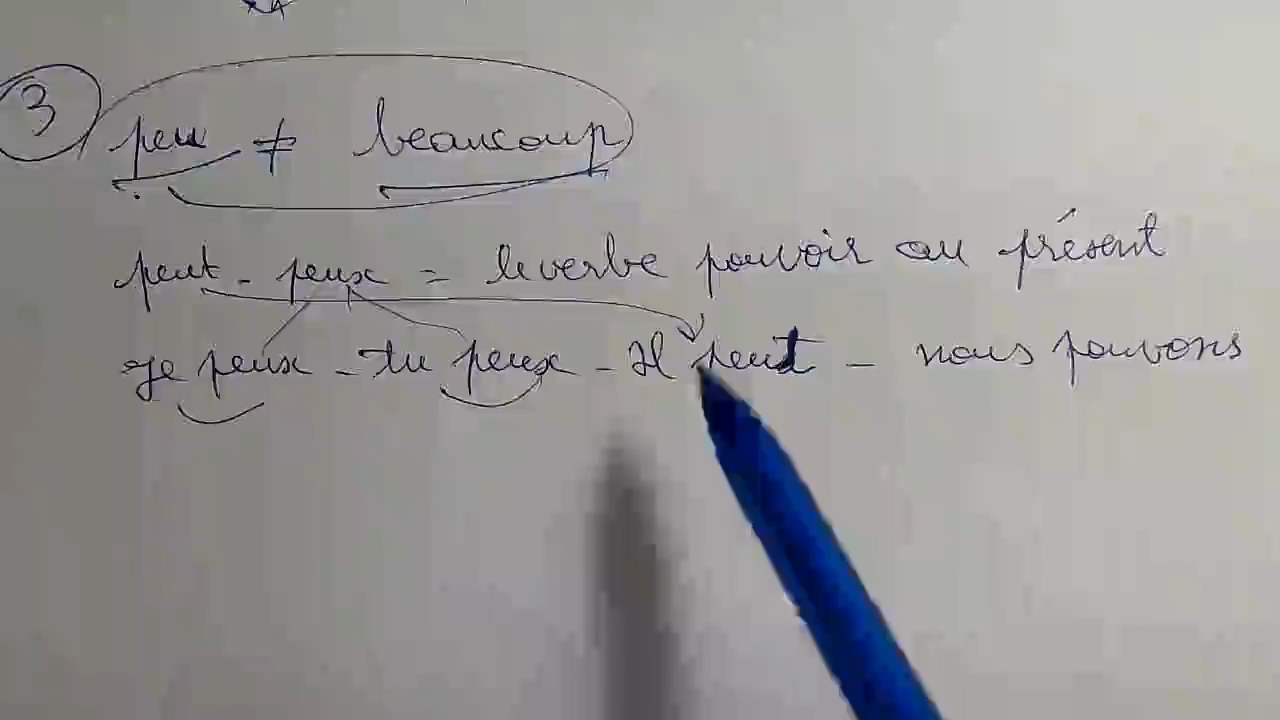 3 peu ≠ beaucoup
peut - peux = le verbe pouvoir au présent
Je peux - tu peux - Il peut - nous pouvons